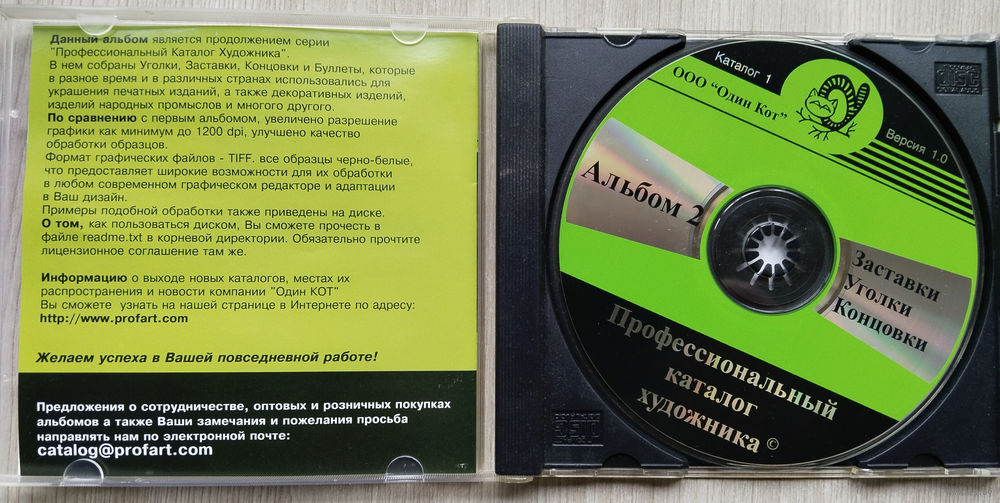 Данный альбом является продолжением серии
"Профессиональный Каталог Художника".
В нем собраны Уголки, Заставки, Концовки и Буллеты, которые
в разное время и в различных странах использовались для
украшения печатных изданий, а также декоративных изделий,
изделий народных промыслов и многого другого.
По сравнению с первым альбомом, увеличено разрешение
графики как минимум до 1200 dpi, улучшено качество
обработки образцов.
Формат графических файлов - TIFF. все образцы черно-белые,
что предоставляет широкие возможности для их обработки
в любом современном графическом редакторе и адаптации
в Ваш дизайн.
Примеры подобной обработки также приведены на диске.
О том, как пользоваться диском, Вы сможете прочесть в
файле readme.txt в корневой директории. Обязательно прочтите
лицензионное соглашение там же.
Информацию о выходе новых каталогов, местах их
распространения и новости компании "Один КОТ"
Вы сможете узнать на нашей странице в Интернете по адресу:
http://www.profart.com
Желаем успеха в Вашей повседневной работе!
Предложения о сотрудничестве, оптовых и розничных покупках
альбомов а также Ваши замечания и пожелания просьба
направлять нам по электронной почте:
catalog@profart.com
Каталог 1
ООО "Один Кот"
Версия 1.0
Альбом 2
Заставки
Уголки
Концовки
Профессиональный
каталог
художника ©